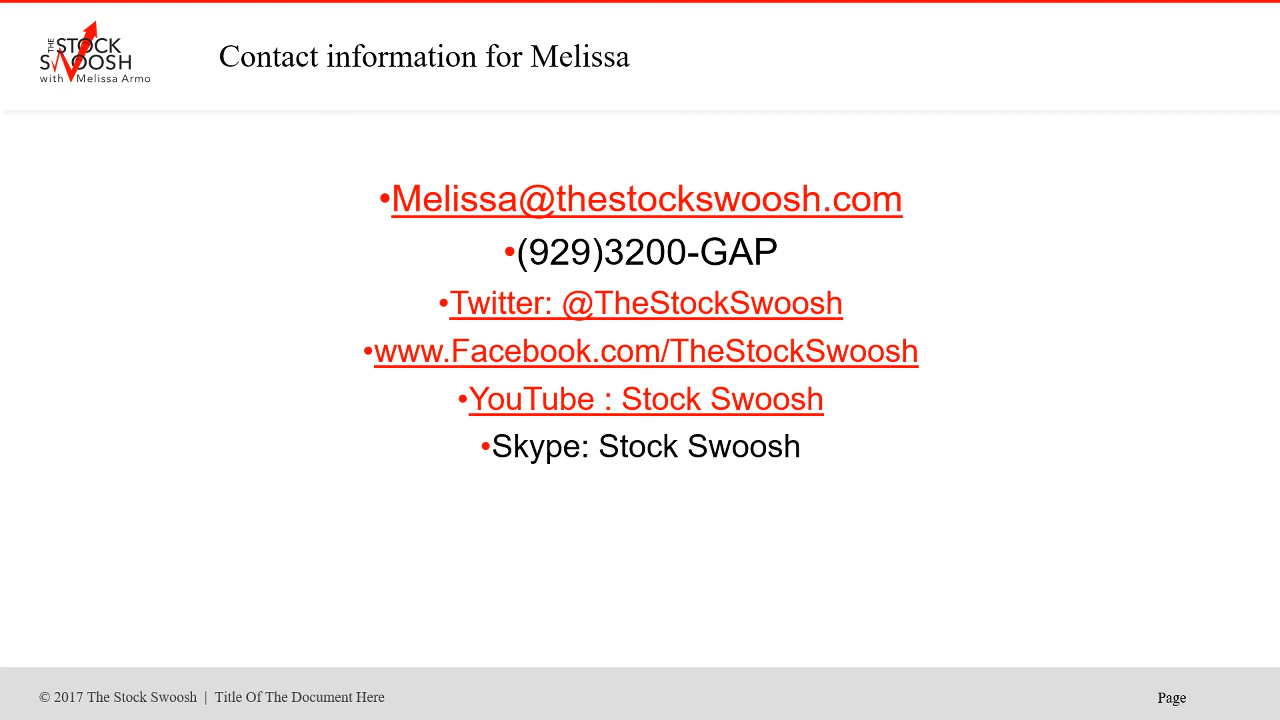 THE STOCK
SWOOSH
with Melissa Armo
Contact information for Melissa
•Melissa@thestockswoosh.com
•(929)3200-GAP
•Twitter: @TheStockSwoosh
•www.Facebook.com/TheStockSwoosh
•YouTube : Stock Swoosh
•Skype: Stock Swoosh
© 2017 The Stock Swoosh | Title Of The Document Here
Page